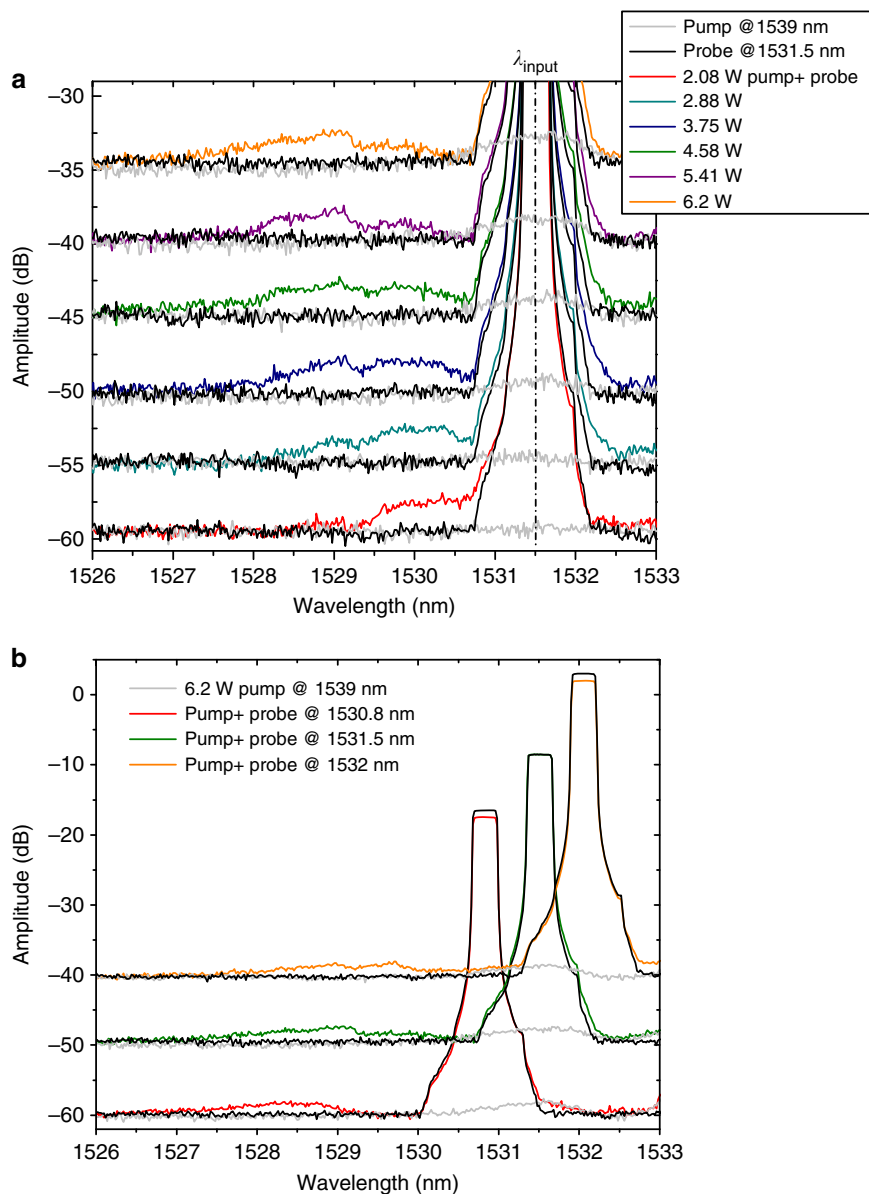 Pump @1539 nm
Probe @1531.5 nm
2.08 W pump+ probe
2.88 W
3.75 W
4.58 W
5.41 W
6.2 W
a
λinput
–30
–35
–40
–45
–50
–55
–60
Amplitude (dB)
1526 1527 1528 1529 1530 1531 1532 1533
Wavelength (nm)
b
6.2 W pump @ 1539 nm
Pump+ probe @ 1530.8 nm
Pump+ probe @ 1531.5 nm
Pump+ probe @ 1532 nm
0
–10
–20
–30
–40
–50
–60
Amplitude (dB)
1526 1527 1528 1529 1530 1531 1532 1533
Wavelength (nm)